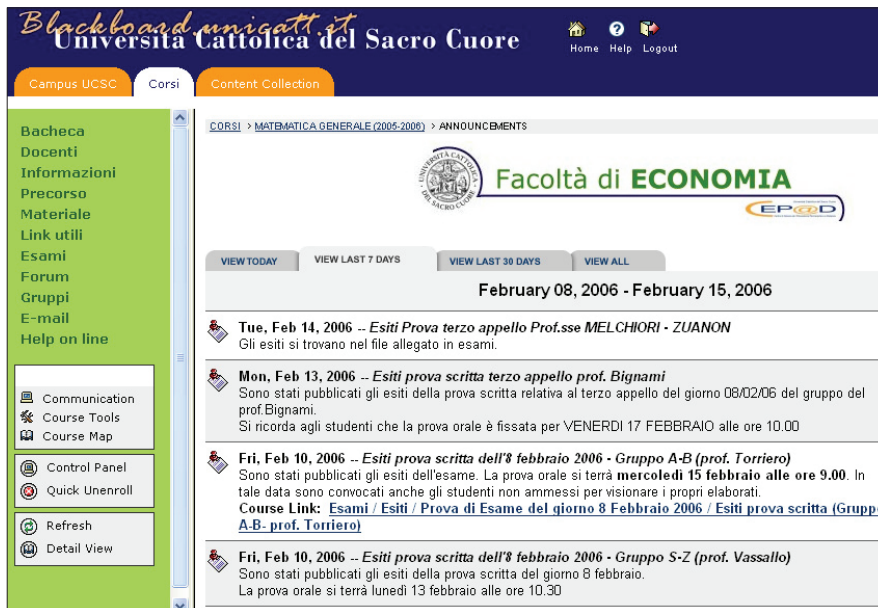 Blackboard.unicatt.it
Università Cattolica del Sacro Cuore
Home Help Logout
Campus UCSC Corsi Content Collection
Bacheca
Docenti
Informazioni
Precorso
Materiale
Link utili
Esami
Forum
Gruppi
E-mail
Help on line
Communication
Course Tools
Course Map
Control Panel
Quick Unenroll
Refresh
Detail View
CORSI > MATEMATICA GENERALE (2005-2006) > ANNOUNCEMENTS
UNIVERSITÀ CATTOLICA DEL SACRO CUORE
Facoltà di ECONOMIA
EP@D
VIEW TODAY VIEW LAST 7 DAYS VIEW LAST 30 DAYS VIEW ALL
February 08, 2006 - February 15, 2006
Tue, Feb 14, 2006 -- Esiti Prova terzo appello Prof.sse MELCHIORI - ZUANON
Gli esiti si trovano nel file allegato in esami.
Mon, Feb 13, 2006 -- Esiti prova scritta terzo appello prof. Bignami
Sono stati pubblicati gli esiti della prova scritta relativa al terzo appello del giorno 08/02/06 del gruppo del
prof.Bignami.
Si ricorda agli studenti che la prova orale è fissata per VENERDI 17 FEBBRAIO alle ore 10.00
Fri, Feb 10, 2006 -- Esiti prova scritta dell'8 febbraio 2006 - Gruppo A-B (prof. Torriero)
Sono stati pubblicati gli esiti dell'esame. La prova orale si terrà mercoledì 15 febbraio alle ore 9.00. In
tale data sono convocati anche gli studenti non ammessi per visionare i propri elaborati.
Course Link: Esami / Esiti / Prova di Esame del giorno 8 Febbraio 2006 / Esiti prova scritta (Grupp
A-B- prof. Torriero)
Fri, Feb 10, 2006 -- Esiti prova scritta dell'8 febbraio 2006 - Gruppo S-Z (prof. Vassallo)
Sono stati pubblicati gli esiti della prova scritta del giorno 8 febbraio.
La prova orale si terrà lunedì 13 febbraio alle ore 10.30